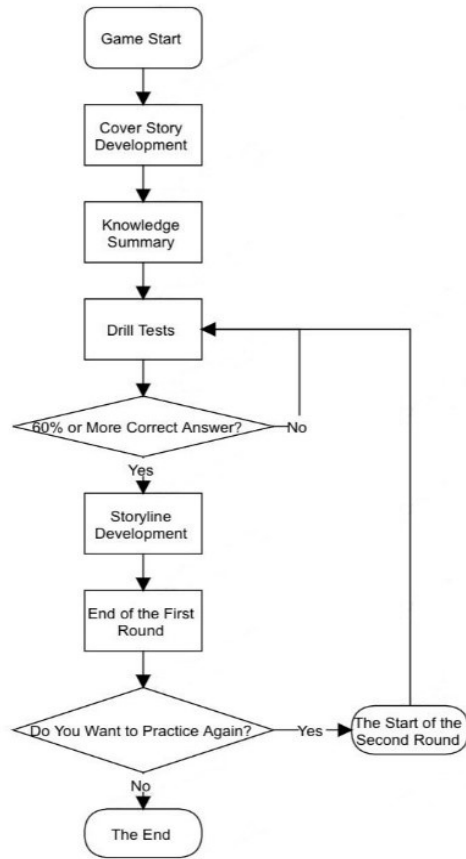 Game Start
Cover Story
Development
Knowledge
Summary
Drill Tests
60% or More Correct Answer?
No
Yes
Storyline
Development
End of the First
Round
Do You Want to Practice Again?
Yes
The Start of the
Second Round
No
The End